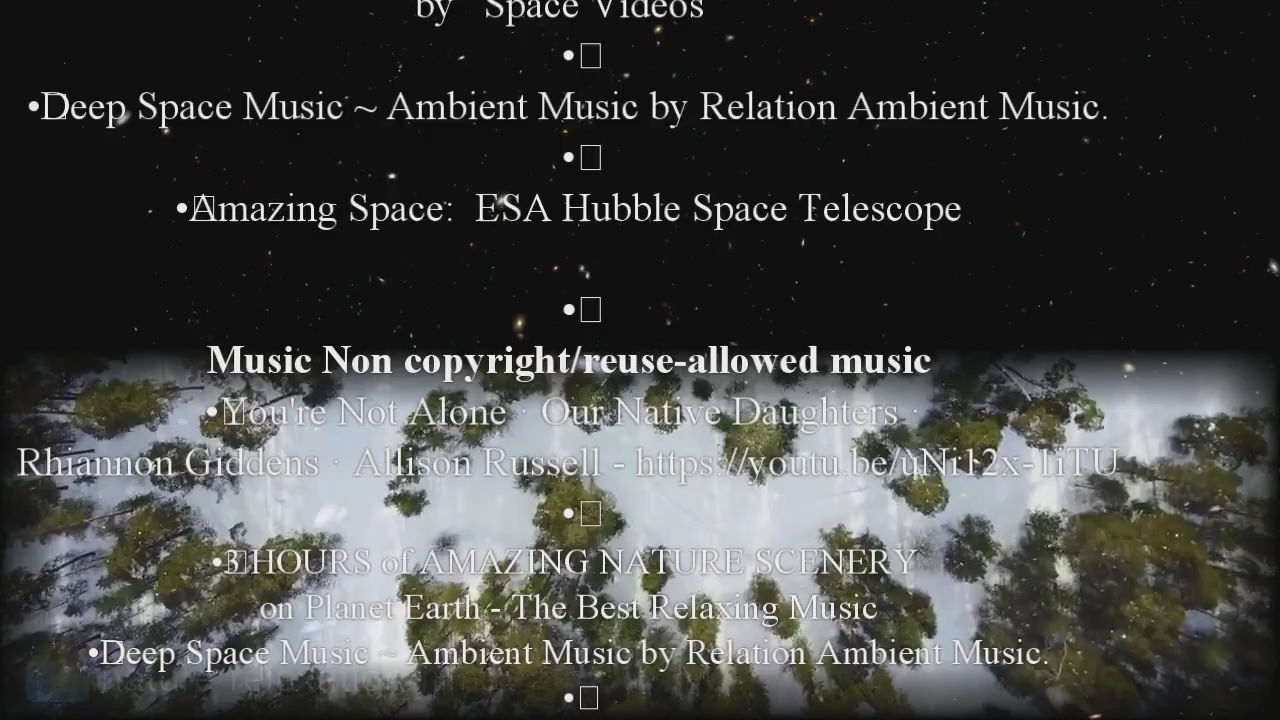 by   Space Videos
•
•Deep Space Music ~ Ambient Music by Relation Ambient Music.
•
•Amazing Space:  ESA Hubble Space Telescope
•
Music Non copyright/reuse-allowed music
•You're Not Alone · Our Native Daughters ·
Rhiannon Giddens · Allison Russell - https://youtu.be/uNi12x-1iTU
•
•3 HOURS of AMAZING NATURE SCENERY
on Planet Earth - The Best Relaxing Music
•Deep Space Music ~ Ambient Music by Relation Ambient Music.
•